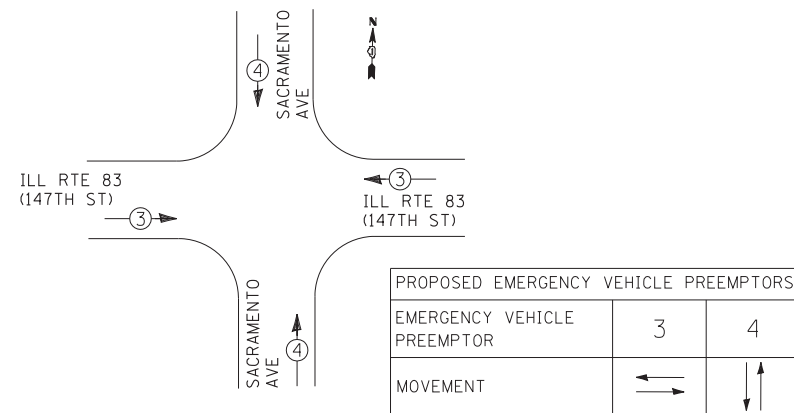 N
4
SACRAMENTO
AVE
ILL RTE 83
(147TH ST)
3
3
ILL RTE 83
(147TH ST)
SACRAMENTO
AVE
4
PROPOSED EMERGENCY VEHICLE PREEMPTORS
EMERGENCY VEHICLE
PREEMPTOR
3
4
MOVEMENT